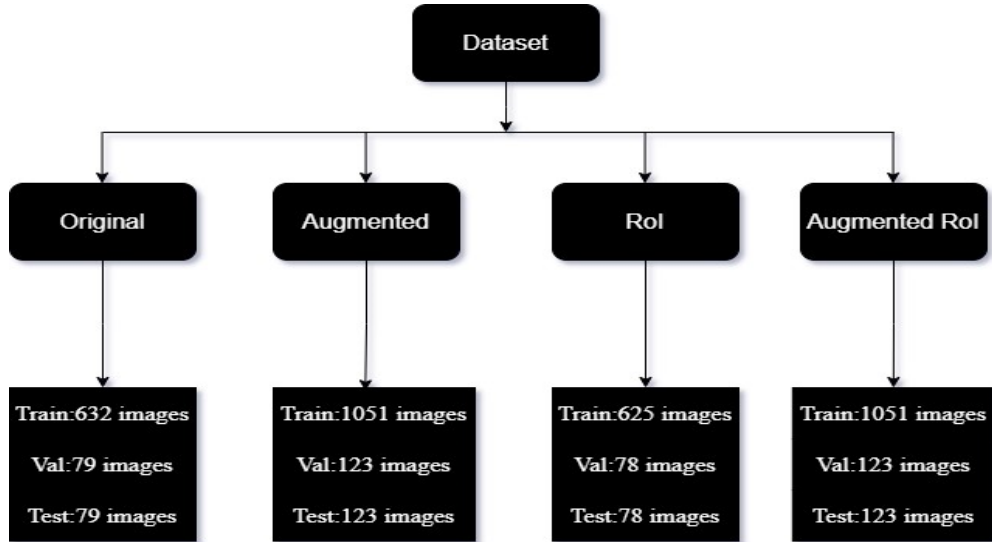 Dataset
Original
Augmented
RoI
Augmented RoI
Train:632 images
Val:79 images
Test:79 images
Train:1051 images
Val:123 images
Test:123 images
Train:625 images
Val:78 images
Test:78 images
Train:1051 images
Val:123 images
Test:123 images